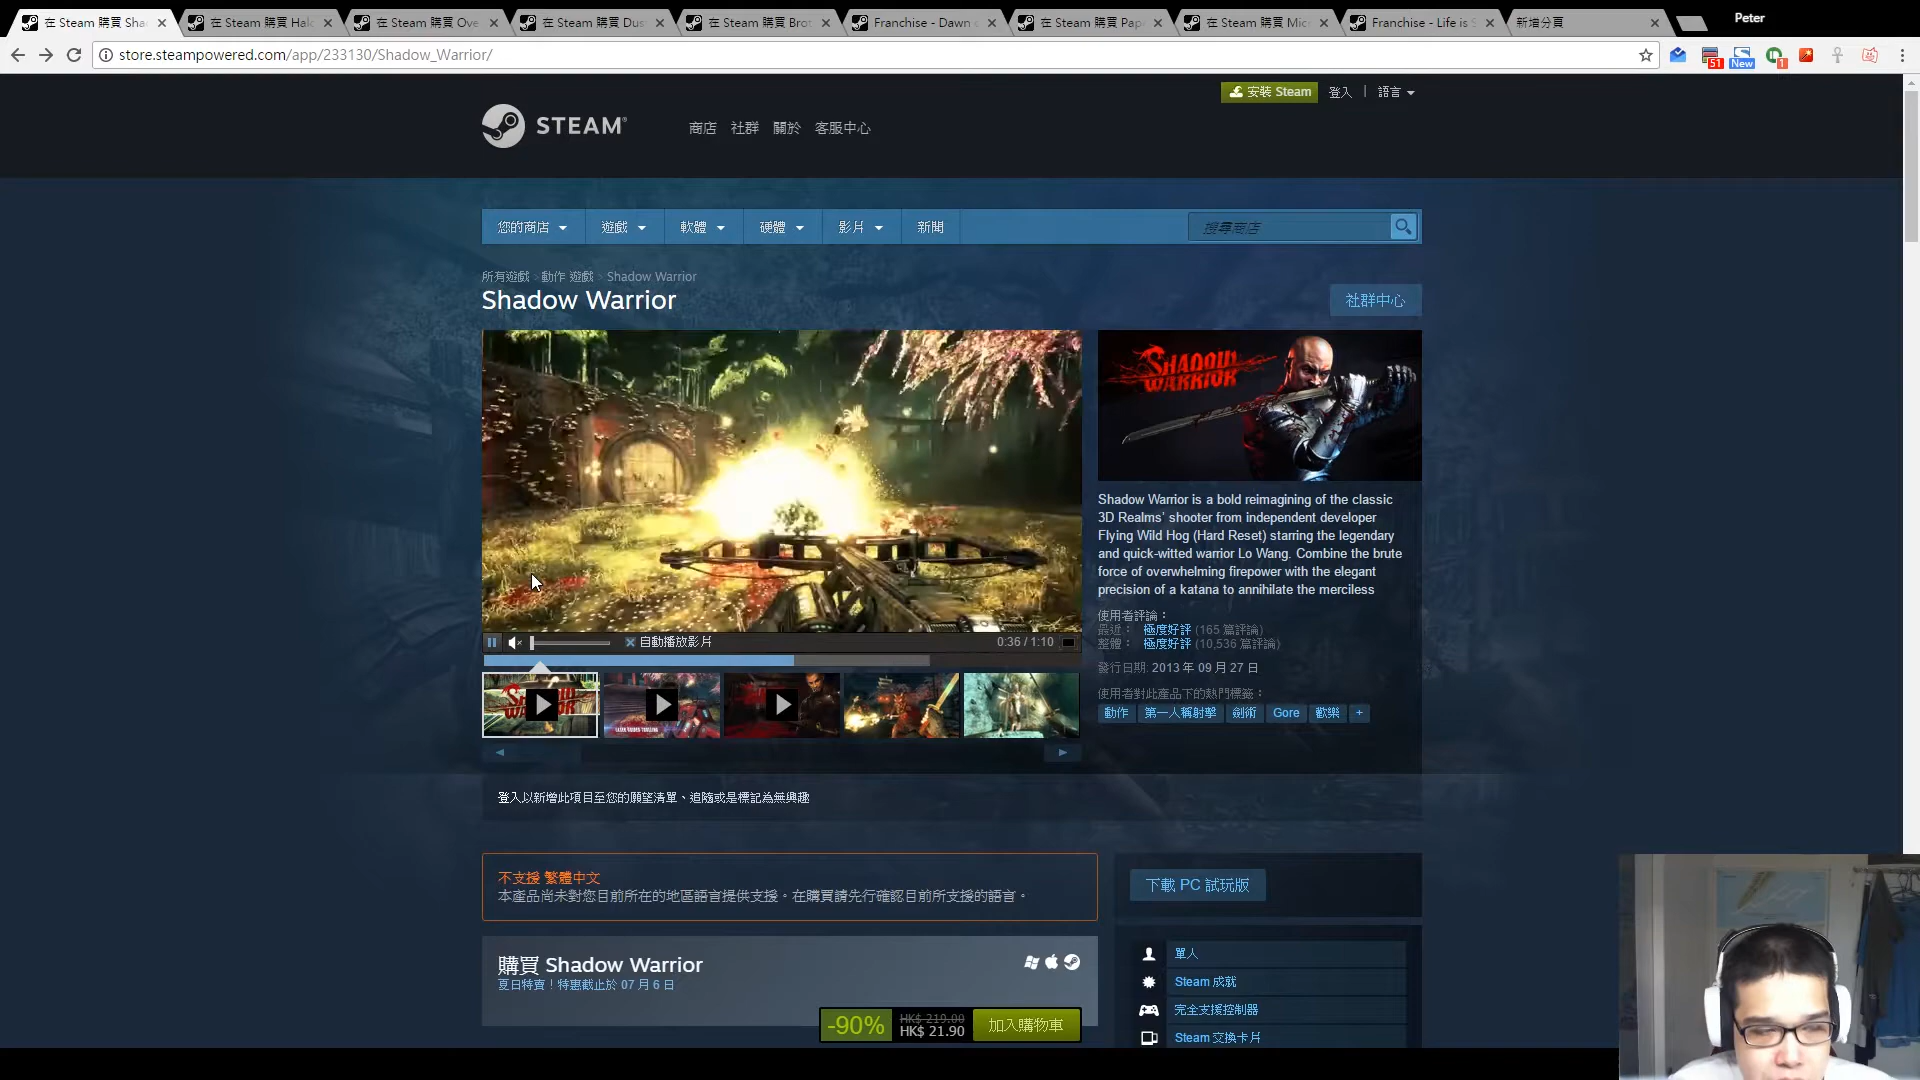 在 Steam 購買 Sha
在 Steam 購買 Halo
在 Steam 購買 Ove
在 Steam 購買 Dus
在 Steam 購買 Brot
Franchise - Dawn o
在 Steam 購買 Pape
在 Steam 購買 Mic
Franchise - Life is S
新增分頁
Peter
store.steampowered.com/app/233130/Shadow_Warrior/
51
New
1
安裝 Steam
登入
語言
STEAM
商店
社群
關於
客服中心
您的商店
遊戲
軟體
硬體
影片
新聞
搜尋商店
所有遊戲 > 動作 遊戲 > Shadow Warrior
Shadow Warrior
社群中心
SHADOW WARRIOR
Shadow Warrior is a bold reimagining of the classic
3D Realms' shooter from independent developer
Flying Wild Hog (Hard Reset) starring the legendary
and quick-witted warrior Lo Wang. Combine the brute
force of overwhelming firepower with the elegant
precision of a katana to annihilate the merciless
使用者評論：
最近： 極度好評 (165 篇評論)
整體： 極度好評 (10,536 篇評論)
發行日期: 2013 年 09 月 27 日
使用者對此產品下的熱門標籤：
動作
第一人稱射擊
劍術
Gore
歡樂
+
自動播放影片
0:36 / 1:10
登入以新增此項目至您的願望清單、追隨或是標記為無興趣
不支援 繁體中文
本產品尚未對您目前所在的地區語言提供支援。在購買請先行確認目前所支援的語言。
下載 PC 試玩版
購買 Shadow Warrior
夏日特賣！特惠截止於 07 月 6 日
-90%
HK$ 219.00
HK$ 21.90
加入購物車
單人
Steam 成就
完全支援控制器
Steam 交換卡片